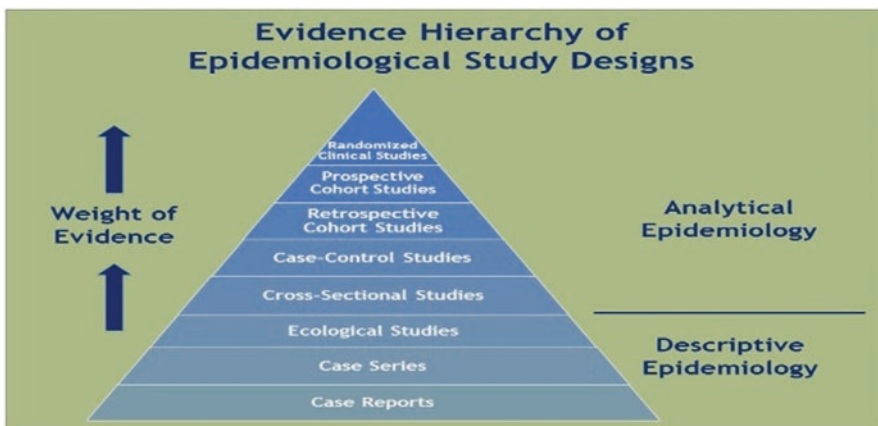 Evidence Hierarchy of
Epidemiological Study Designs
Randomized
Clinical Studies
Prospective
Cohort Studies
Retrospective
Cohort Studies
Case-Control Studies
Cross-Sectional Studies
Ecological Studies
Case Series
Case Reports
Weight of
Evidence
Analytical
Epidemiology
Descriptive
Epidemiology